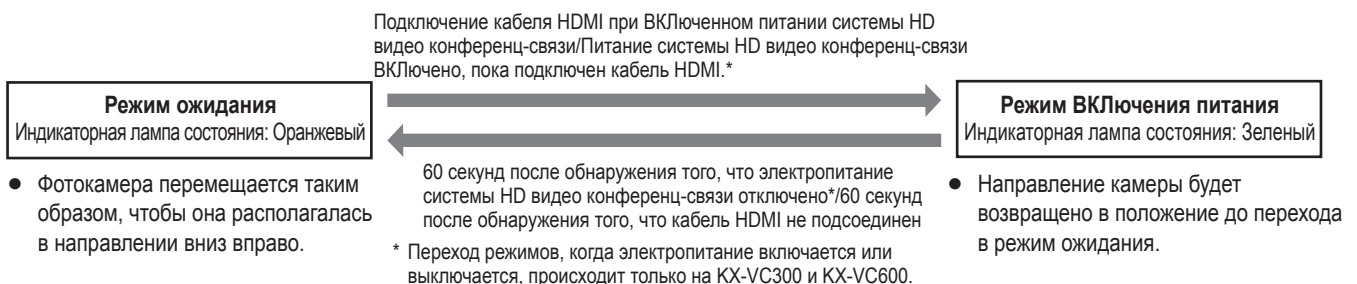 Подключение кабеля HDMI при ВКЛюченном питании системы HD
видео конференц-связи/Питание системы HD видео конференц-связи
ВКЛючено, пока подключен кабель HDMI.*
Режим ожидания
Индикаторная лампа состояния: Оранжевый
Режим ВКЛючения питания
Индикаторная лампа состояния: Зеленый
● Фотокамера перемещается таким
образом, чтобы она располагалась
в направлении вниз вправо.
60 секунд после обнаружения того, что электропитание
системы HD видео конференц-связи отключено*/60 секунд
после обнаружения того, что кабель HDMI не подсоединен
* Переход режимов, когда электропитание включается или
выключается, происходит только на KX-VC300 и KX-VC600.
● Направление камеры будет
возвращено в положение до перехода
в режим ожидания.